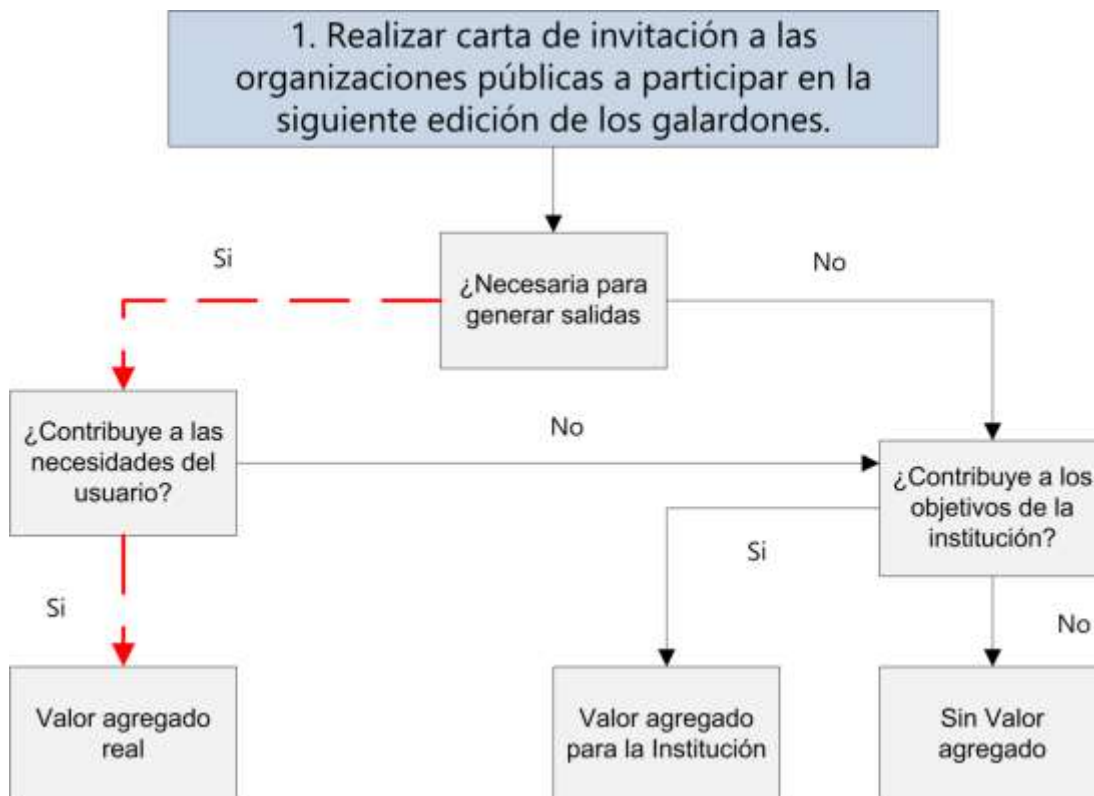 1. Realizar carta de invitación a las
organizaciones públicas a participar en la
siguiente edición de los galardones.
Si
No
¿Necesaria para
generar salidas
¿Contribuye a las
necesidades del
usuario?
No
¿Contribuye a los
objetivos de la
institución?
Si
Si
No
Valor agregado
real
Valor agregado
para la Institución
Sin Valor
agregado